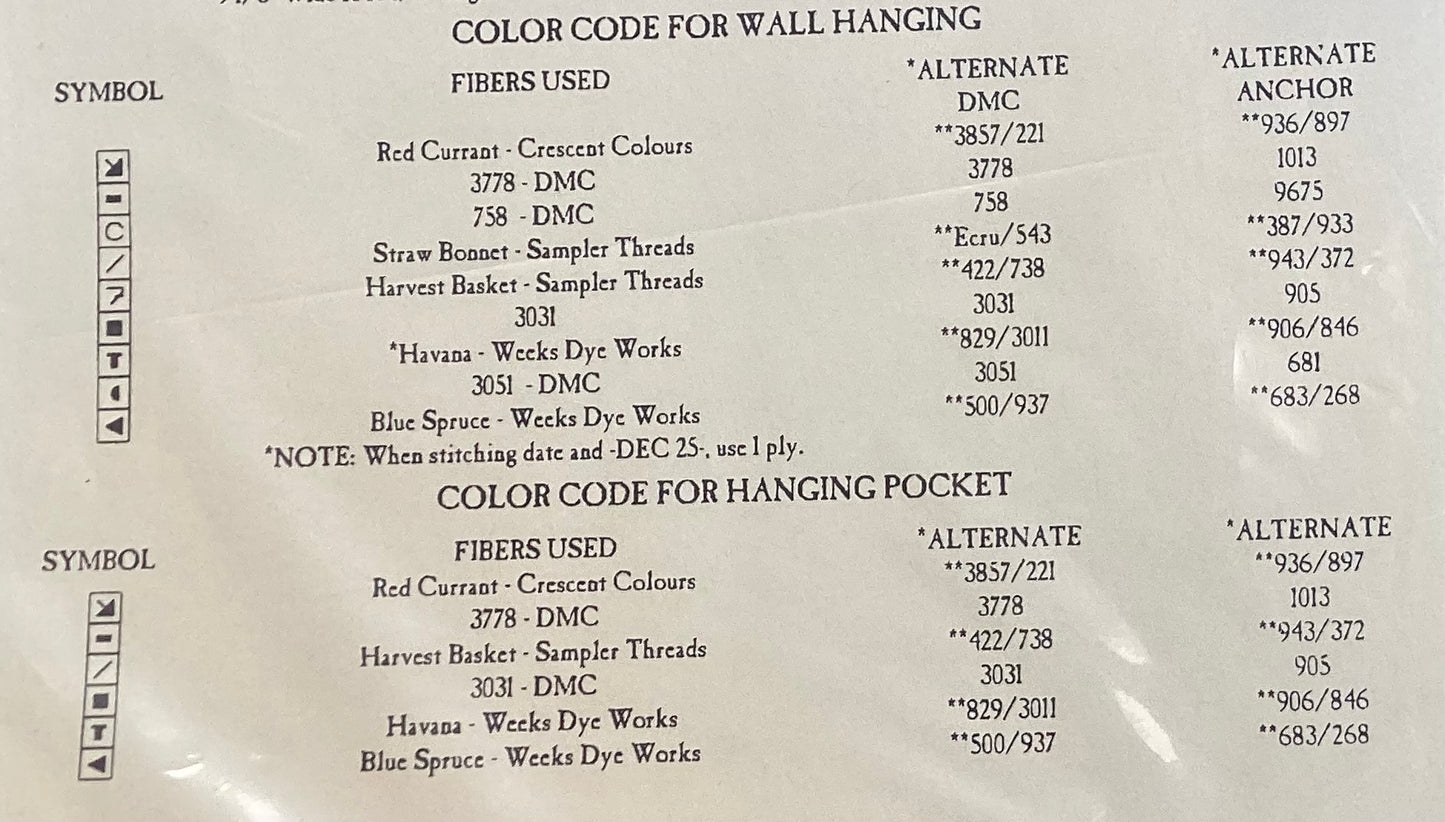 COLOR CODE FOR WALL HANGING
SYMBOL FIBERS USED *ALTERNATE DMC *ALTERNATE ANCHOR
Red Currant - Crescent Colours **3857/221 **936/897
3778 - DMC 3778 1013
758 - DMC 758 9675
Straw Bonnet - Sampler Threads **Ecru/543 **387/933
Harvest Basket - Sampler Threads **422/738 **943/372
3031 3031 905
*Havana - Weeks Dye Works **829/3011 **906/846
3051 - DMC 3051 681
Blue Spruce - Weeks Dye Works **500/937 **683/268
*NOTE: When stitching date and -DEC 25-, use 1 ply.
COLOR CODE FOR HANGING POCKET
SYMBOL FIBERS USED *ALTERNATE *ALTERNATE
Red Currant - Crescent Colours **3857/221 **936/897
3778 - DMC 3778 1013
Harvest Basket - Sampler Threads **422/738 **943/372
3031 - DMC 3031 905
Havana - Weeks Dye Works **829/3011 **906/846
Blue Spruce - Weeks Dye Works **500/937 **683/268